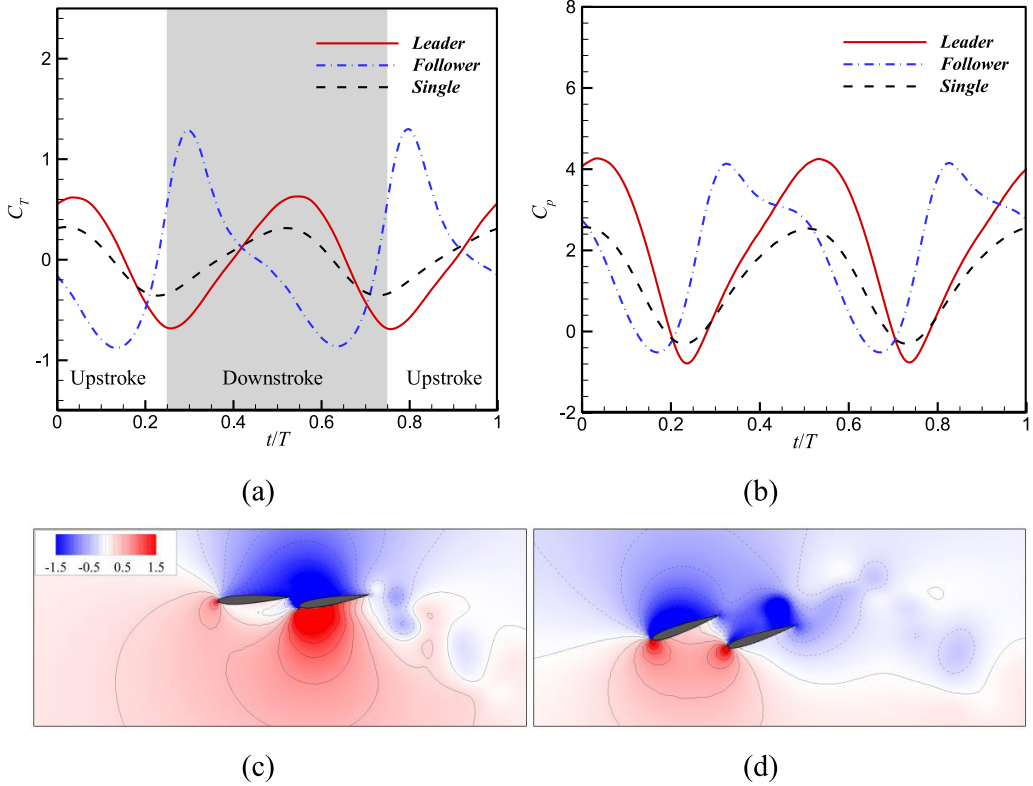 2
1
0
-1
C_T
Leader
Follower
Single
Upstroke
Downstroke
Upstroke
0
0.2
0.4
0.6
0.8
1
t/T
(a)
8
6
4
2
0
-2
C_p
Leader
Follower
Single
0
0.2
0.4
0.6
0.8
1
t/T
(b)
-1.5 -0.5 0.5 1.5
(c)
(d)